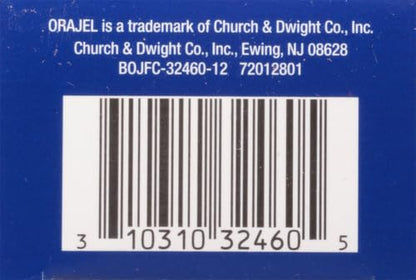 ORAJEL is a trademark of Church & Dwight Co., Inc.
Church & Dwight Co., Inc., Ewing, NJ 08628
BOJFC-32460-12 72012801
3 10310 32460 5